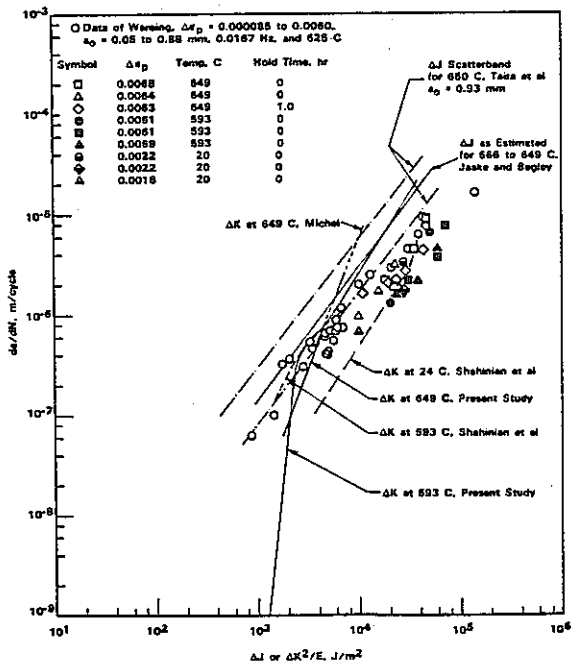 10⁻³
O Data of Wareing, Δεp = 0.000085 to 0.0060,
a₀ = 0.05 to 0.88 mm, 0.0167 Hz, and 625 C
Symbol Δεp Temp, C Hold Time, hr
□ 0.0068 649 0
△ 0.0064 649 0
◇ 0.0063 649 1.0
0.0061 593 0
0.0061 593 0
0.0059 593 0
0.0022 20 0
0.0022 20 0
0.0016 20 0
ΔJ Scatterband
for 650 C, Taira et al
a₀ = 0.93 mm
ΔJ as Estimated
for 566 to 649 C,
Jaske and Begley
ΔK at 649 C, Michel
ΔK at 24 C, Shahinian et al
ΔK at 649 C, Present Study
ΔK at 593 C, Shahinian et al
ΔK at 593 C, Present Study
10⁻⁴
10⁻⁵
10⁻⁶
10⁻⁷
10⁻⁸
10⁻⁹
da/dN, m/cycle
10¹ 10² 10³ 10⁴ 10⁵ 10⁶
ΔJ or ΔK²/E, J/m²